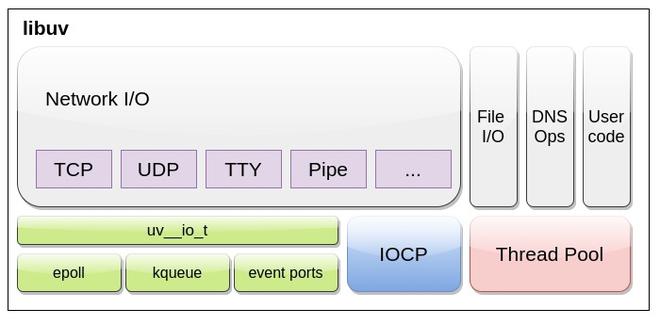 libuv
Network I/O
TCP
UDP
TTY
Pipe
...
File
I/O
DNS
Ops
User
code
uv__io_t
epoll
kqueue
event ports
IOCP
Thread Pool